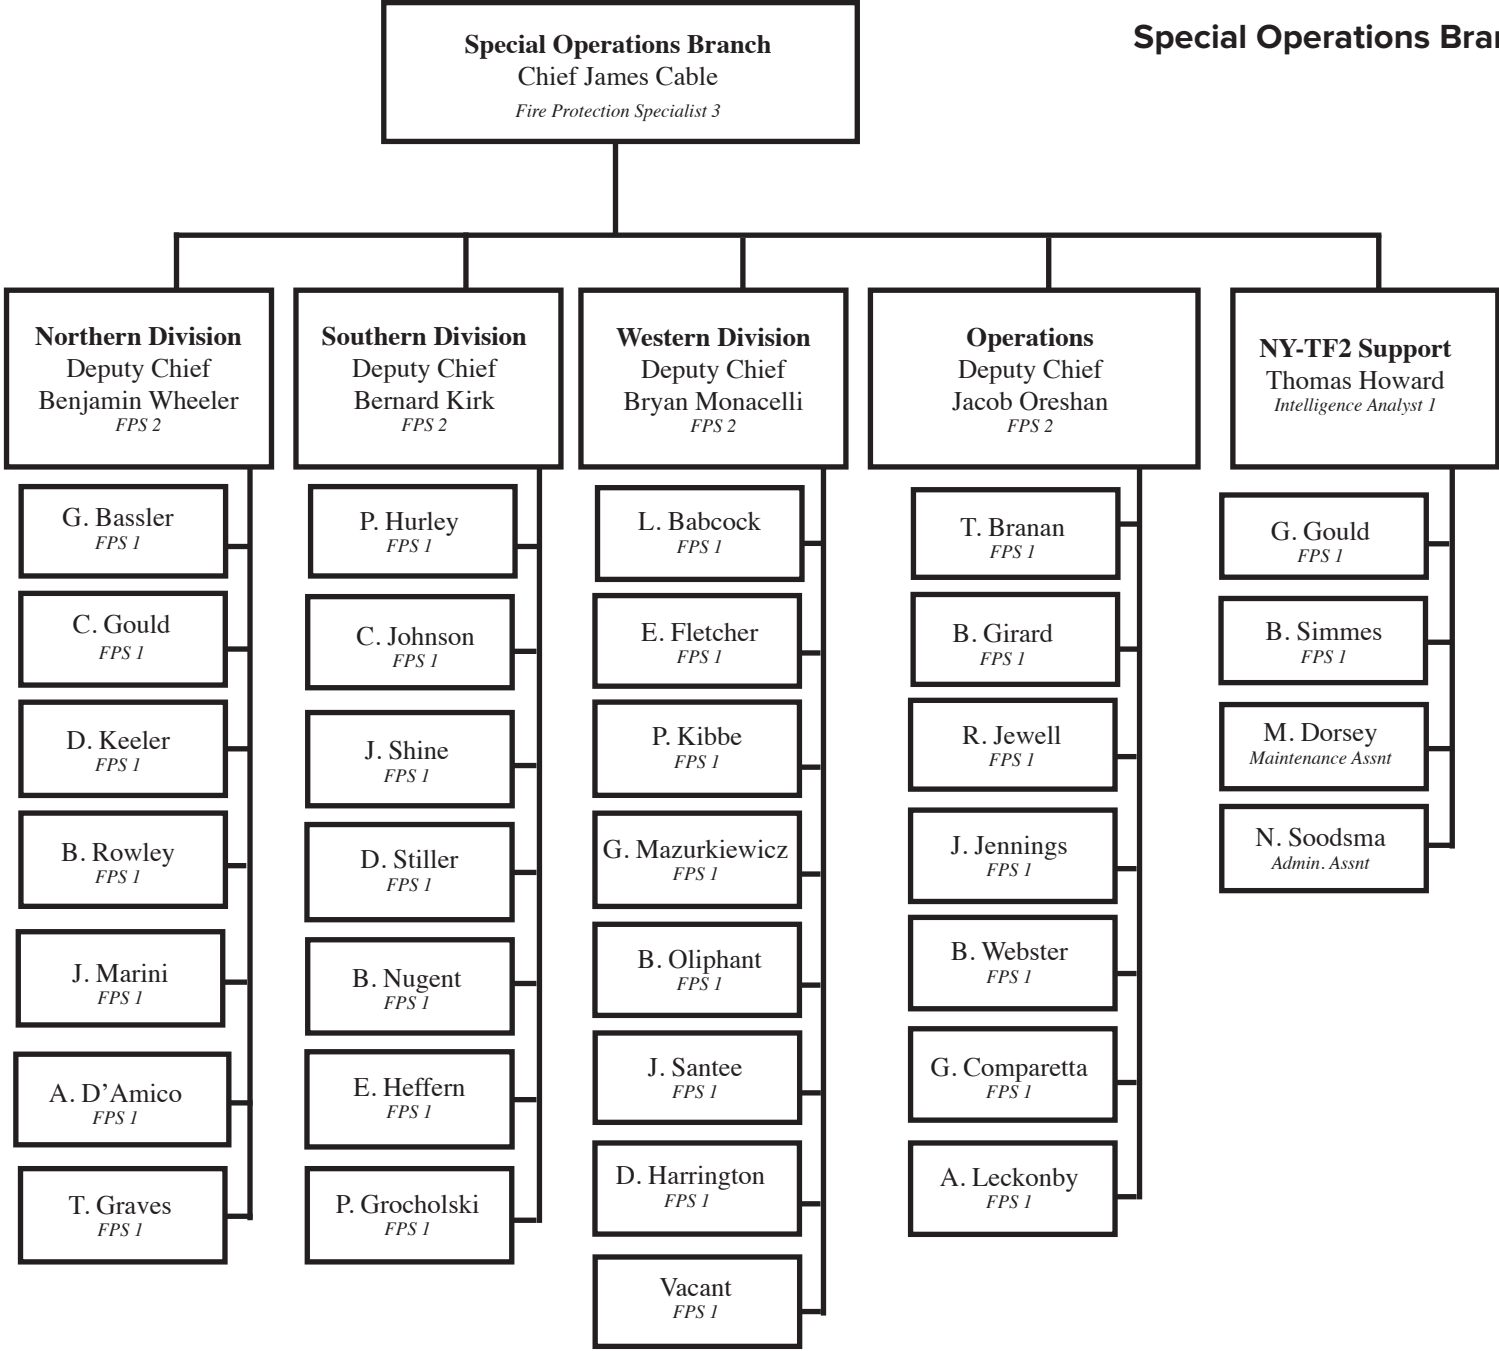 Special Operations Branch
Chief James Cable
Fire Protection Specialist 3
Special Operations
Northern Division
Deputy Chief
Benjamin Wheeler
FPS 2
G. Bassler
FPS 1
C. Gould
FPS 1
D. Keeler
FPS 1
B. Rowley
FPS 1
J. Marini
FPS 1
A. D’Amico
FPS 1
T. Graves
FPS 1
Southern Division
Deputy Chief
Bernard Kirk
FPS 2
P. Hurley
FPS 1
C. Johnson
FPS 1
J. Shine
FPS 1
D. Stiller
FPS 1
B. Nugent
FPS 1
E. Heffern
FPS 1
P. Grocholski
FPS 1
Western Division
Deputy Chief
Bryan Monacelli
FPS 2
L. Babcock
FPS 1
E. Fletcher
FPS 1
P. Kibbe
FPS 1
G. Mazurkiewicz
FPS 1
B. Oliphant
FPS 1
J. Santee
FPS 1
D. Harrington
FPS 1
Vacant
FPS 1
Operations
Deputy Chief
Jacob Oreshan
FPS 2
T. Branan
FPS 1
B. Girard
FPS 1
R. Jewell
FPS 1
J. Jennings
FPS 1
B. Webster
FPS 1
G. Comparetta
FPS 1
A. Leckonby
FPS 1
NY-TF2 Support
Thomas Howard
Intelligence Analyst 1
G. Gould
FPS 1
B. Simmes
FPS 1
M. Dorsey
Maintenance Assnt
N. Soodsma
Admin. Assnt